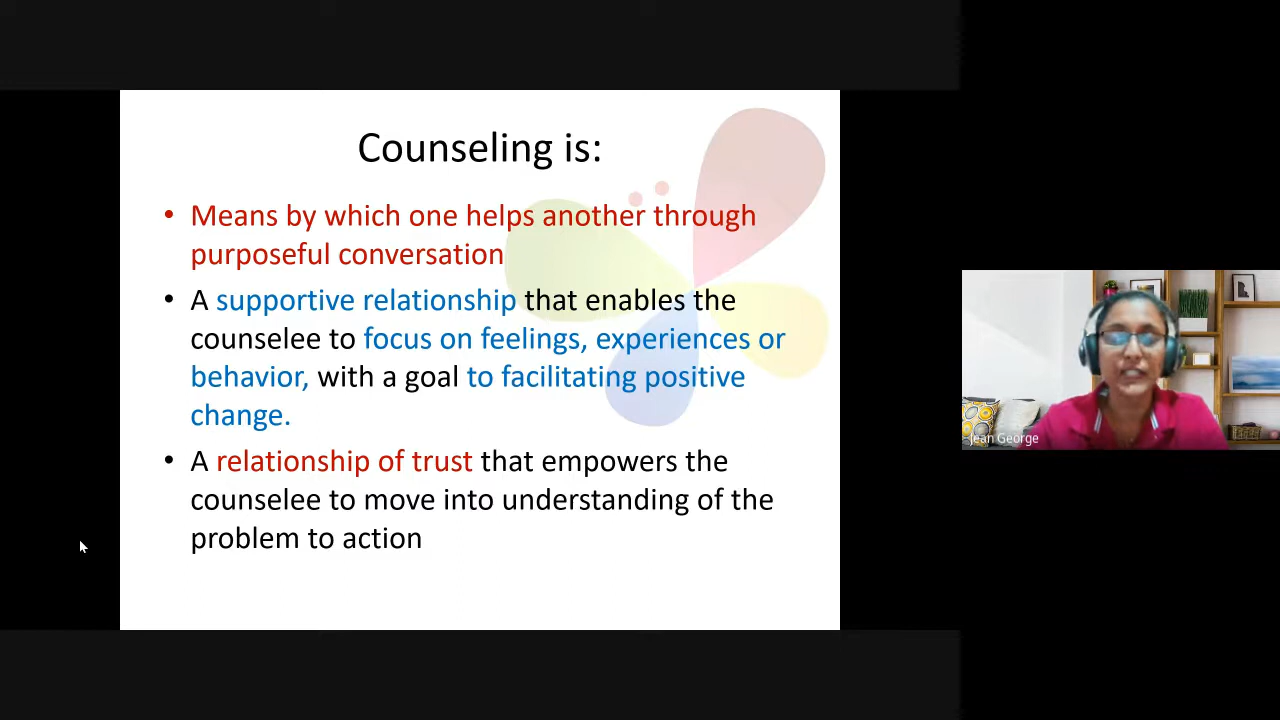 Counseling is:
• Means by which one helps another through
purposeful conversation
• A supportive relationship that enables the
counselee to focus on feelings, experiences or
behavior, with a goal to facilitating positive
change.
• A relationship of trust that empowers the
counselee to move into understanding of the
problem to action
Jean George